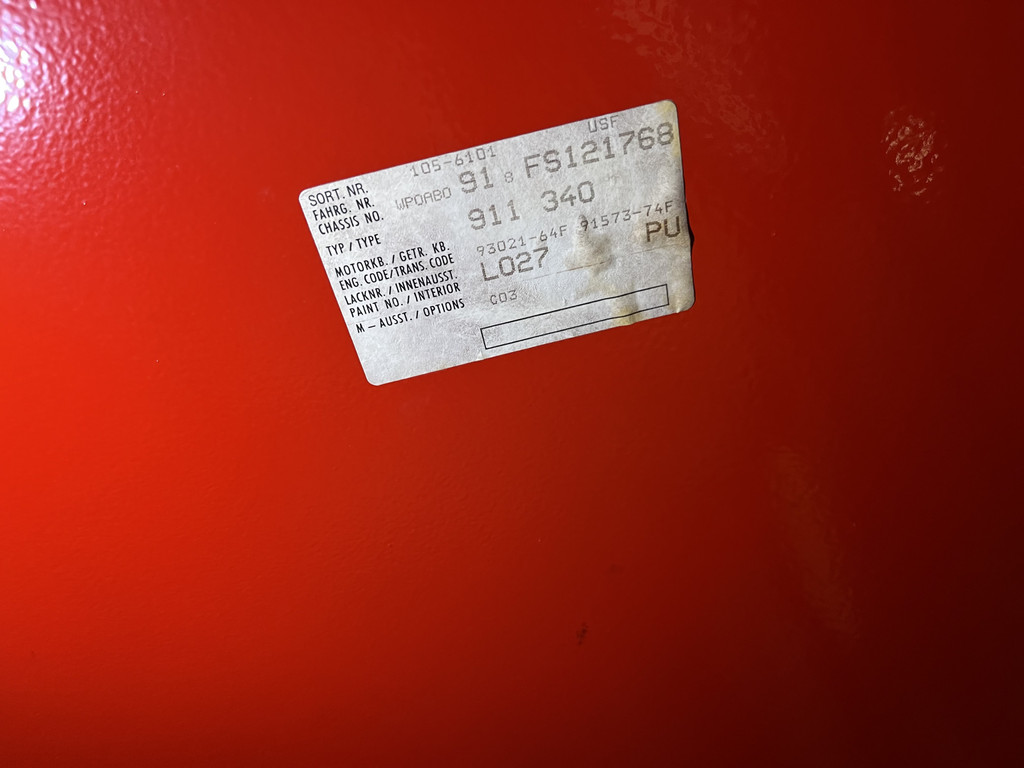 USF
SORT. NR. 105-6101
FAHRG. NR. WP0AB0 91 8 FS121768
CHASSIS NO.
TYP / TYPE 911 340
MOTORKB. / GETR. KB. 93021-64F 91573-74F
ENG. CODE/TRANS. CODE
LACKNR. / INNENAUSST. L027 PU
PAINT NO. / INTERIOR
M – AUSST. / OPTIONS C03